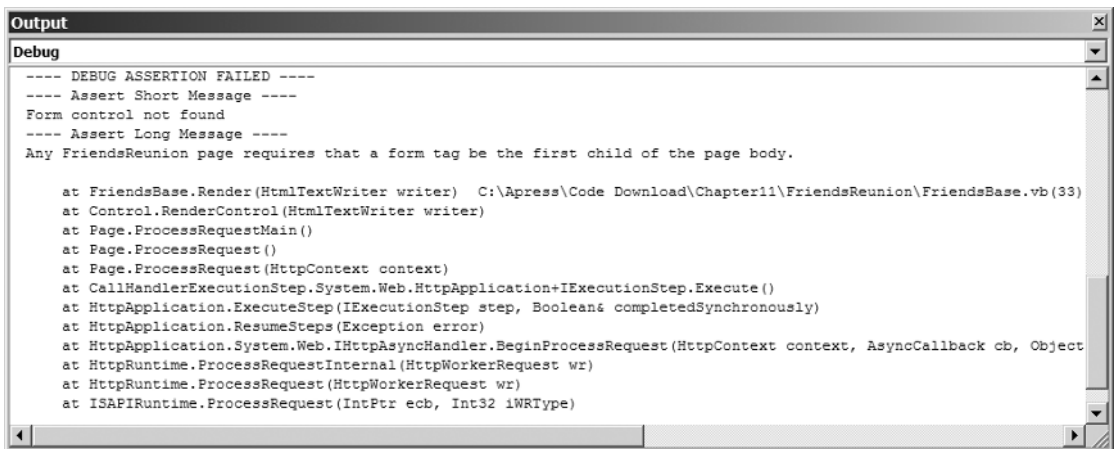 Output
Debug
---- DEBUG ASSERTION FAILED ----
---- Assert Short Message ----
Form control not found
---- Assert Long Message ----
Any FriendsReunion page requires that a form tag be the first child of the page body.
at FriendsBase.Render(HtmlTextWriter writer)  C:\Apress\Code Download\Chapter11\FriendsReunion\FriendsBase.vb(33)
at Control.RenderControl(HtmlTextWriter writer)
at Page.ProcessRequestMain()
at Page.ProcessRequest()
at Page.ProcessRequest(HttpContext context)
at CallHandlerExecutionStep.System.Web.HttpApplication+IExecutionStep.Execute()
at HttpApplication.ExecuteStep(IExecutionStep step, Boolean& completedSynchronously)
at HttpApplication.ResumeSteps(Exception error)
at HttpApplication.System.Web.IHttpAsyncHandler.BeginProcessRequest(HttpContext context, AsyncCallback cb, Object
at HttpRuntime.ProcessRequestInternal(HttpWorkerRequest wr)
at HttpRuntime.ProcessRequest(HttpWorkerRequest wr)
at ISAPIRuntime.ProcessRequest(IntPtr ecb, Int32 iWRType)